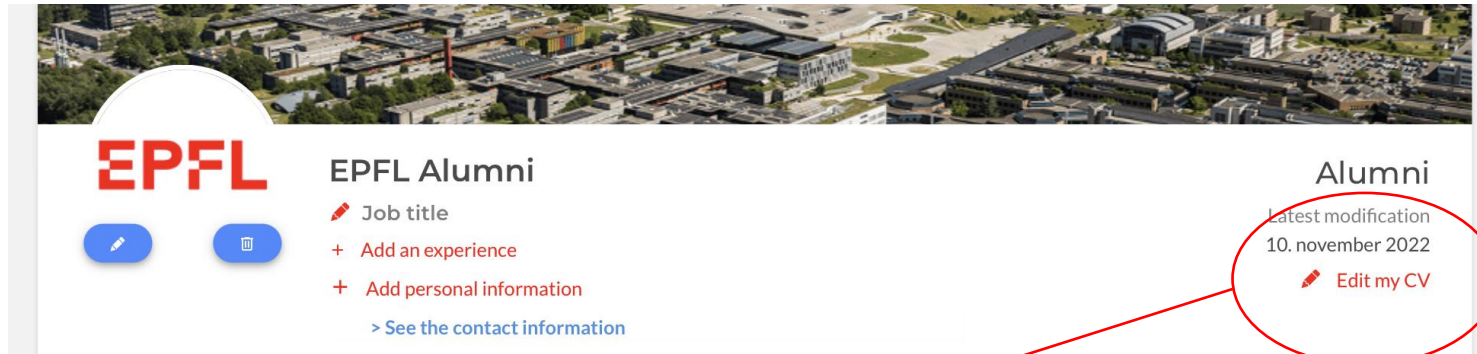 EPFL
EPFL Alumni
Job title
+ Add an experience
+ Add personal information
> See the contact information
Alumni
Latest modification
10. november 2022
Edit my CV